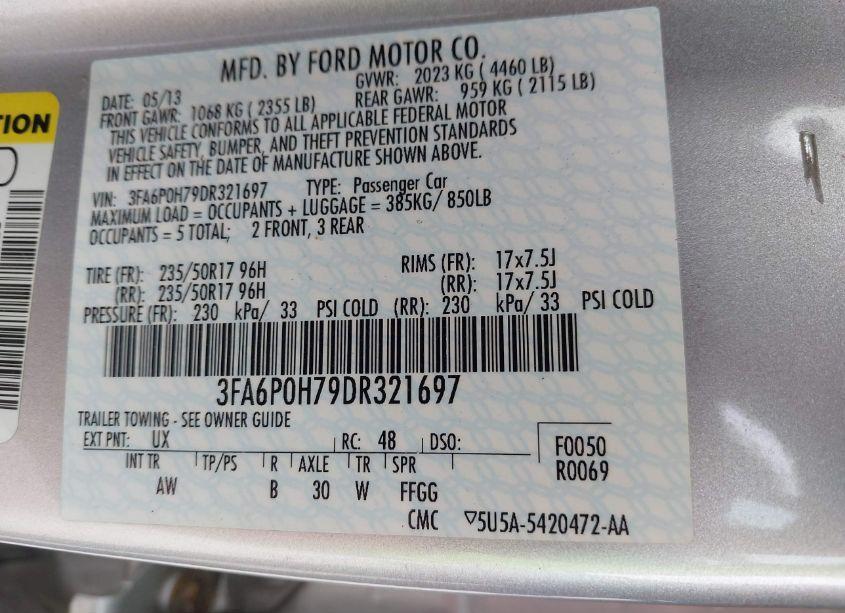 TION
MFD. BY FORD MOTOR CO.
DATE: 05/13 GVWR: 2023 KG ( 4460 LB)
FRONT GAWR: 1068 KG ( 2355 LB) REAR GAWR: 959 KG ( 2115 LB)
THIS VEHICLE CONFORMS TO ALL APPLICABLE FEDERAL MOTOR
VEHICLE SAFETY, BUMPER, AND THEFT PREVENTION STANDARDS
IN EFFECT ON THE DATE OF MANUFACTURE SHOWN ABOVE.
VIN: 3FA6P0H79DR321697 TYPE: Passenger Car
MAXIMUM LOAD = OCCUPANTS + LUGGAGE = 385KG/ 850LB
OCCUPANTS = 5 TOTAL; 2 FRONT, 3 REAR
TIRE (FR): 235/50R17 96H RIMS (FR): 17x7.5J
(RR): 235/50R17 96H (RR): 17x7.5J
PRESSURE (FR): 230 kPa/ 33 PSI COLD (RR): 230 kPa/ 33 PSI COLD
3FA6P0H79DR321697
TRAILER TOWING - SEE OWNER GUIDE
EXT PNT: UX RC: 48 DSO: F0050
INT TR TP/PS R AXLE TR SPR R0069
AW B 30 W FFGG
CMC ▽5U5A-5420472-AA